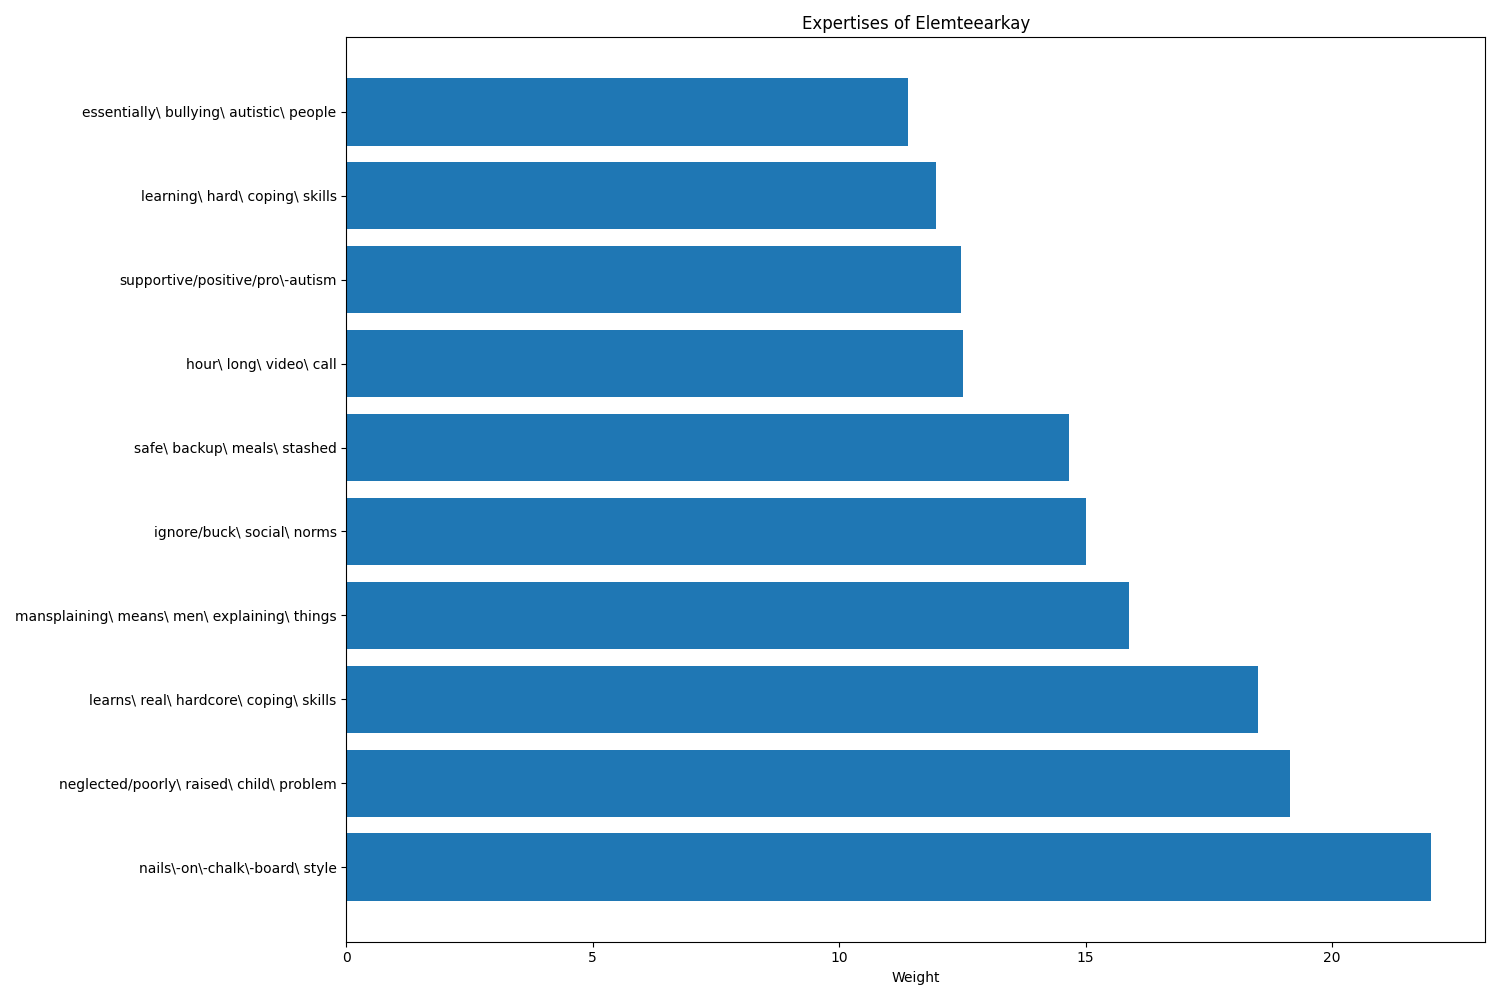 Expertises of Elemteearkay
essentially\ bullying\ autistic\ people
learning\ hard\ coping\ skills
supportive/positive/pro\-autism
hour\ long\ video\ call
safe\ backup\ meals\ stashed
ignore/buck\ social\ norms
mansplaining\ means\ men\ explaining\ things
learns\ real\ hardcore\ coping\ skills
neglected/poorly\ raised\ child\ problem
nails\-on\-chalk\-board\ style
0 5 10 15 20
Weight